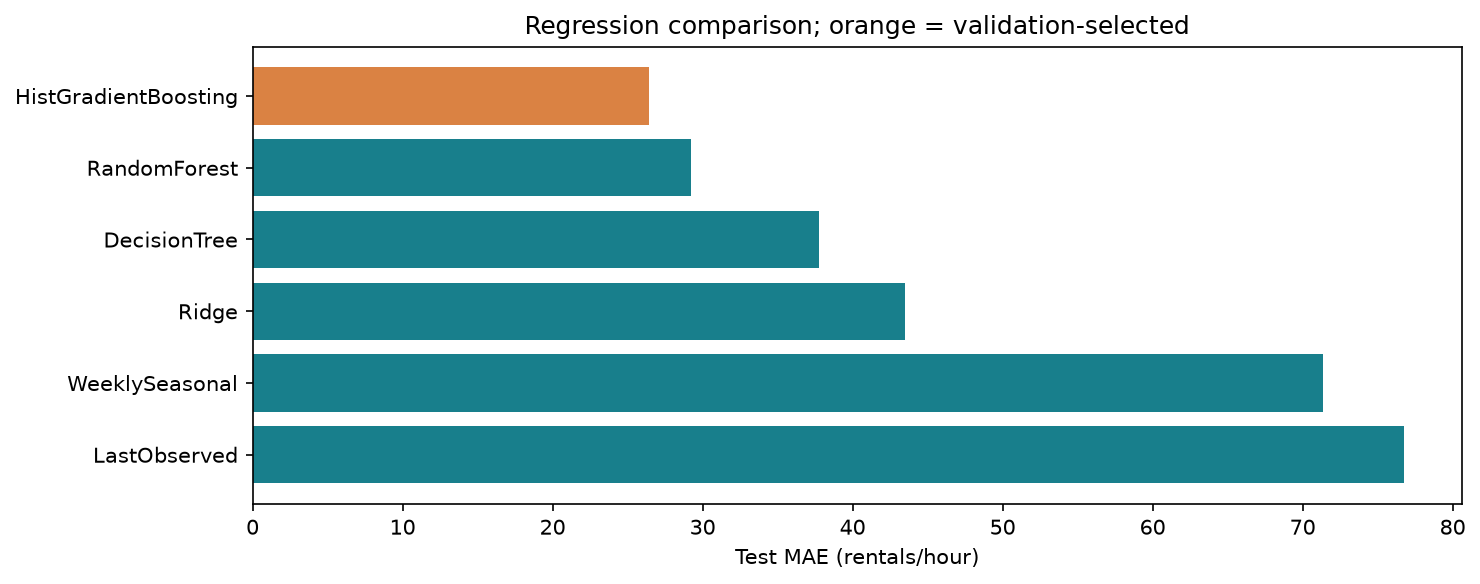 Regression comparison; orange = validation-selected
HistGradientBoosting
RandomForest
DecisionTree
Ridge
WeeklySeasonal
LastObserved
0 10 20 30 40 50 60 70 80
Test MAE (rentals/hour)